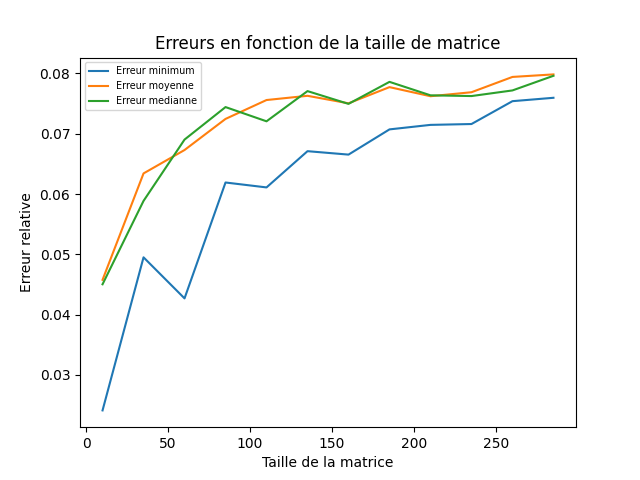 Erreurs en fonction de la taille de matrice
Erreur minimum
Erreur moyenne
Erreur medianne
0.08
0.07
0.06
0.05
0.04
0.03
Erreur relative
0
50
100
150
200
250
Taille de la matrice